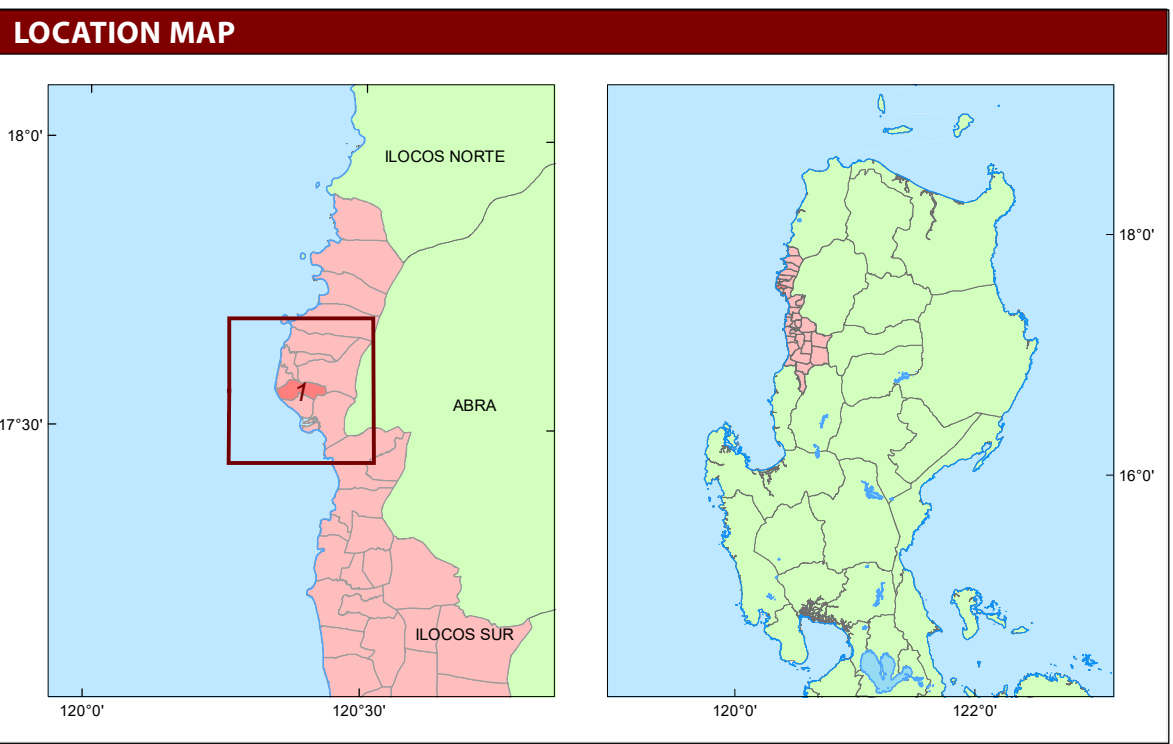 LOCATION MAP
18°0'
ILOCOS NORTE
1
ABRA
17°30'
ILOCOS SUR
120°0'
120°30'
18°0'
16°0'
120°0'
122°0'